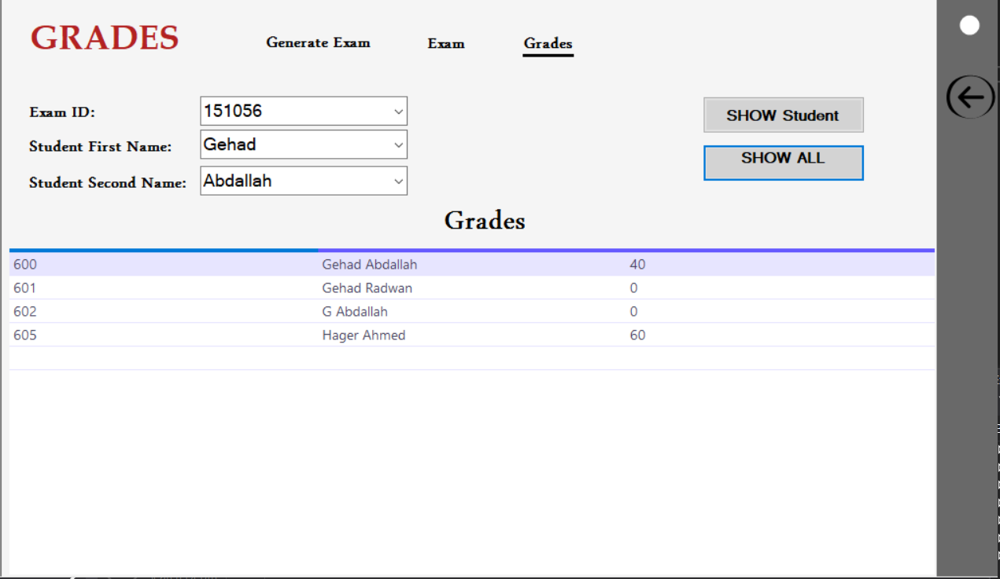 GRADES Generate Exam Exam Grades
Exam ID: 151056 SHOW Student
Student First Name: Gehad
SHOW ALL
Student Second Name: Abdallah
Grades
600 Gehad Abdallah 40
601 Gehad Radwan 0
602 G Abdallah 0
605 Hager Ahmed 60